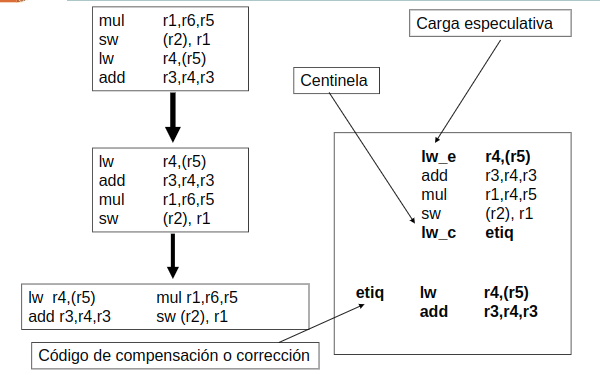 mul r1,r6,r5
sw (r2), r1
lw r4,(r5)
add r3,r4,r3
lw r4,(r5)
add r3,r4,r3
mul r1,r6,r5
sw (r2), r1
lw r4,(r5) mul r1,r6,r5
add r3,r4,r3 sw (r2), r1
Código de compensación o corrección
Carga especulativa
Centinela
lw_e r4,(r5)
add r3,r4,r3
mul r1,r4,r5
sw (r2), r1
lw_c etiq
etiq lw r4,(r5)
add r3,r4,r3